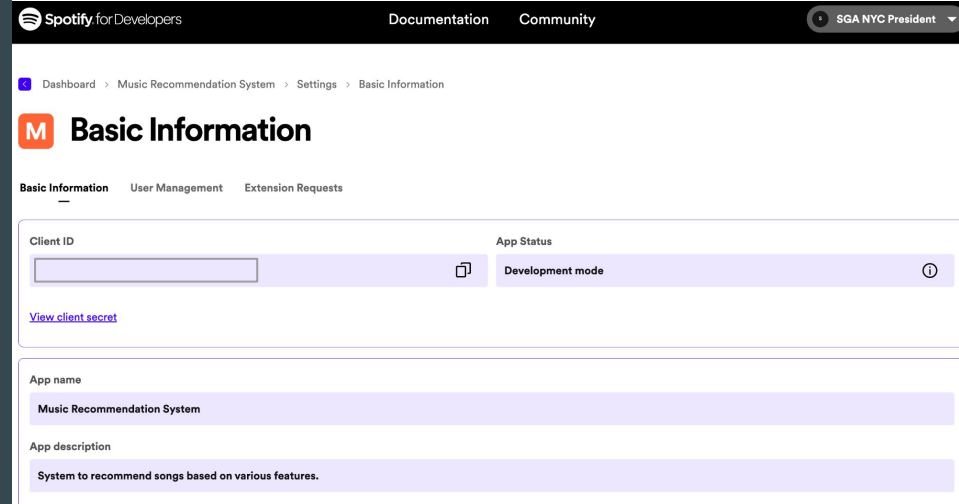 Spotify for Developers Documentation Community S SGA NYC President
Dashboard > Music Recommendation System > Settings > Basic Information
M Basic Information
Basic Information User Management Extension Requests
Client ID App Status
Development mode
View client secret
App name
Music Recommendation System
App description
System to recommend songs based on various features.